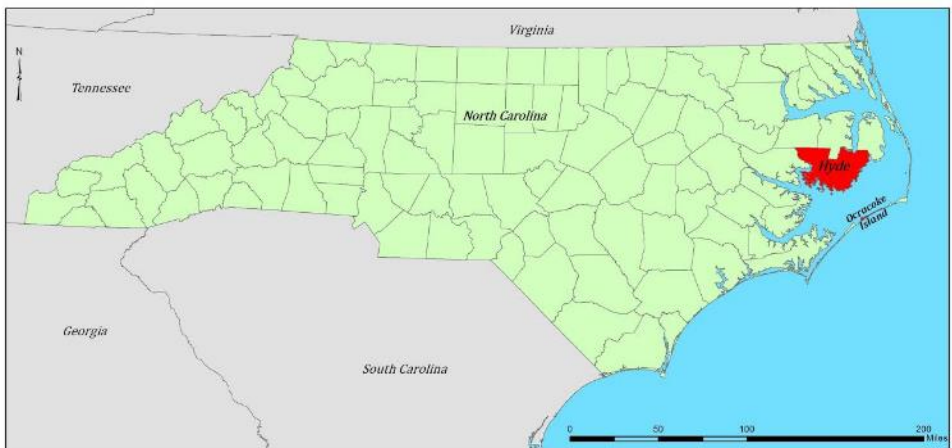 Virginia
N
Tennessee
North Carolina
Hyde
Ocracoke
Island
Georgia
South Carolina
0 50 100 200
Miles